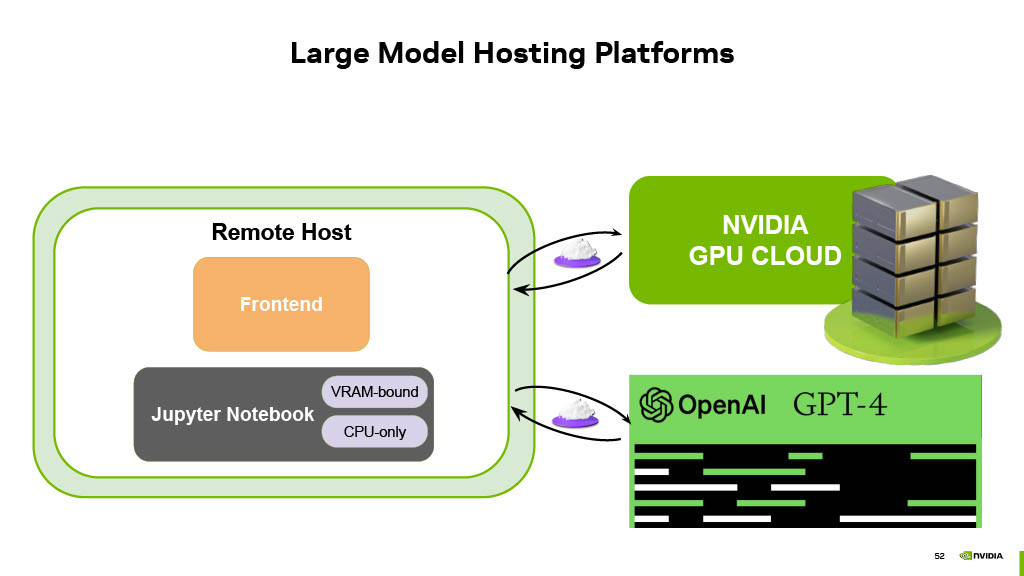 Large Model Hosting Platforms
Remote Host
Frontend
Jupyter Notebook
VRAM-bound
CPU-only
NVIDIA
GPU CLOUD
OpenAI GPT-4
52 NVIDIA